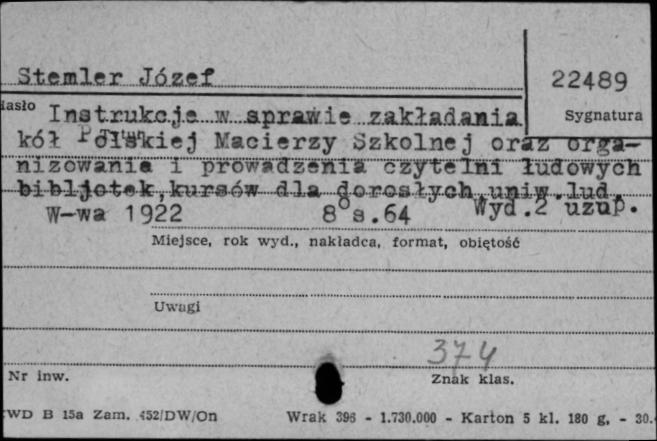 Stemler Józef
22489
iasło Instrukcje w sprawie zakładania
Sygnatura
kół Polskiej Macierzy Szkolnej oraz orga-
nizowania i prowadzenia czytelni ludowych
bibljotek,kursów dla dorosłych uniw.lud.
W-wa 1922 8° s.64 Wyd.2 uzup.
Miejsce, rok wyd., nakładca, format, obiętość
Uwagi
374
Nr inw.
Znak klas.
WD B 15a Zam. 452/DW/On Wrak 396 - 1.730.000 - Karton 5 kl. 180 g. - 30.